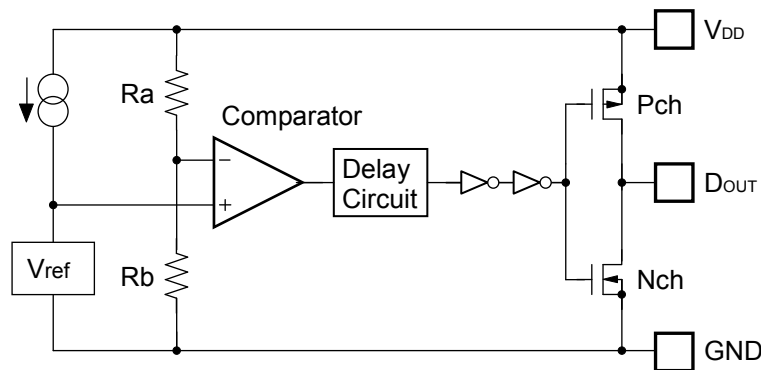 VDD
Ra
Pch
Comparator
−
+
Delay
Circuit
DOUT
Vref
Rb
Nch
GND